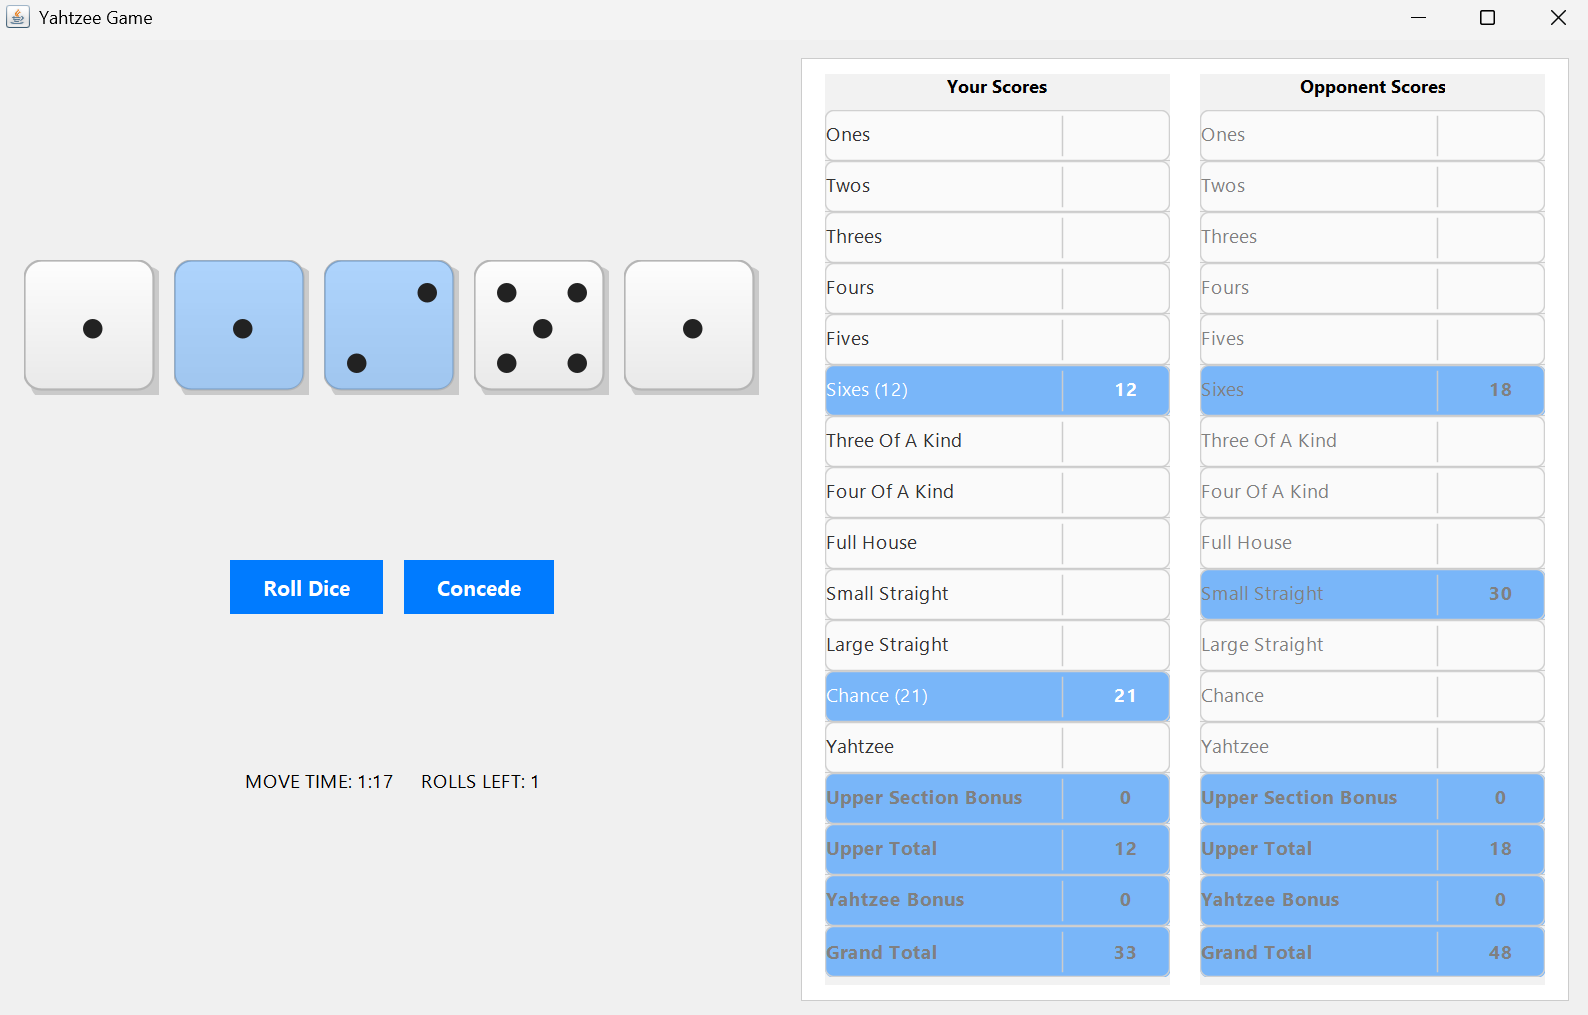 Yahtzee Game
Your Scores
Ones
Twos
Threes
Fours
Fives
Sixes (12) 12
Three Of A Kind
Four Of A Kind
Full House
Small Straight
Large Straight
Chance (21) 21
Yahtzee
Upper Section Bonus 0
Upper Total 12
Yahtzee Bonus 0
Grand Total 33
Opponent Scores
Ones
Twos
Threes
Fours
Fives
Sixes 18
Three Of A Kind
Four Of A Kind
Full House
Small Straight 30
Large Straight
Chance
Yahtzee
Upper Section Bonus 0
Upper Total 18
Yahtzee Bonus 0
Grand Total 48
Roll Dice Concede
MOVE TIME: 1:17 ROLLS LEFT: 1